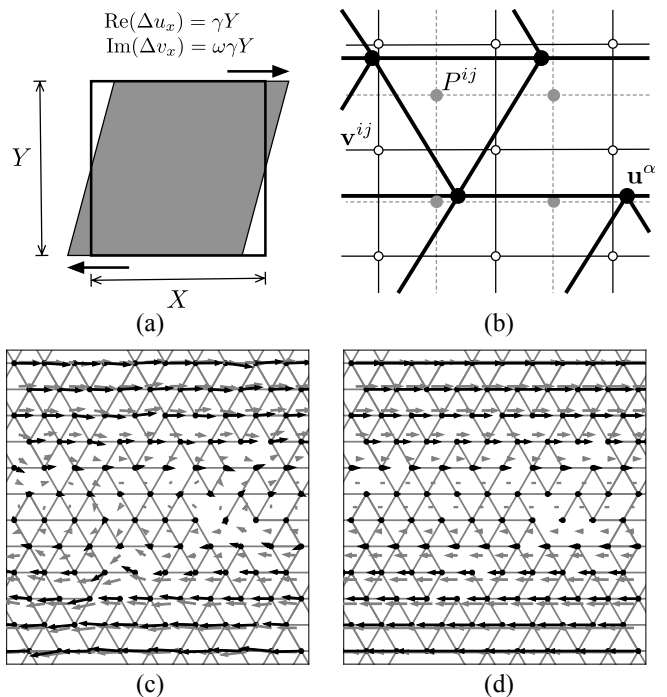 Re(Δu_x) = γY
Im(Δv_x) = ωγY
Y
X
(a)
P^{ij}
v^{ij}
u^α
(b)
(c)
(d)